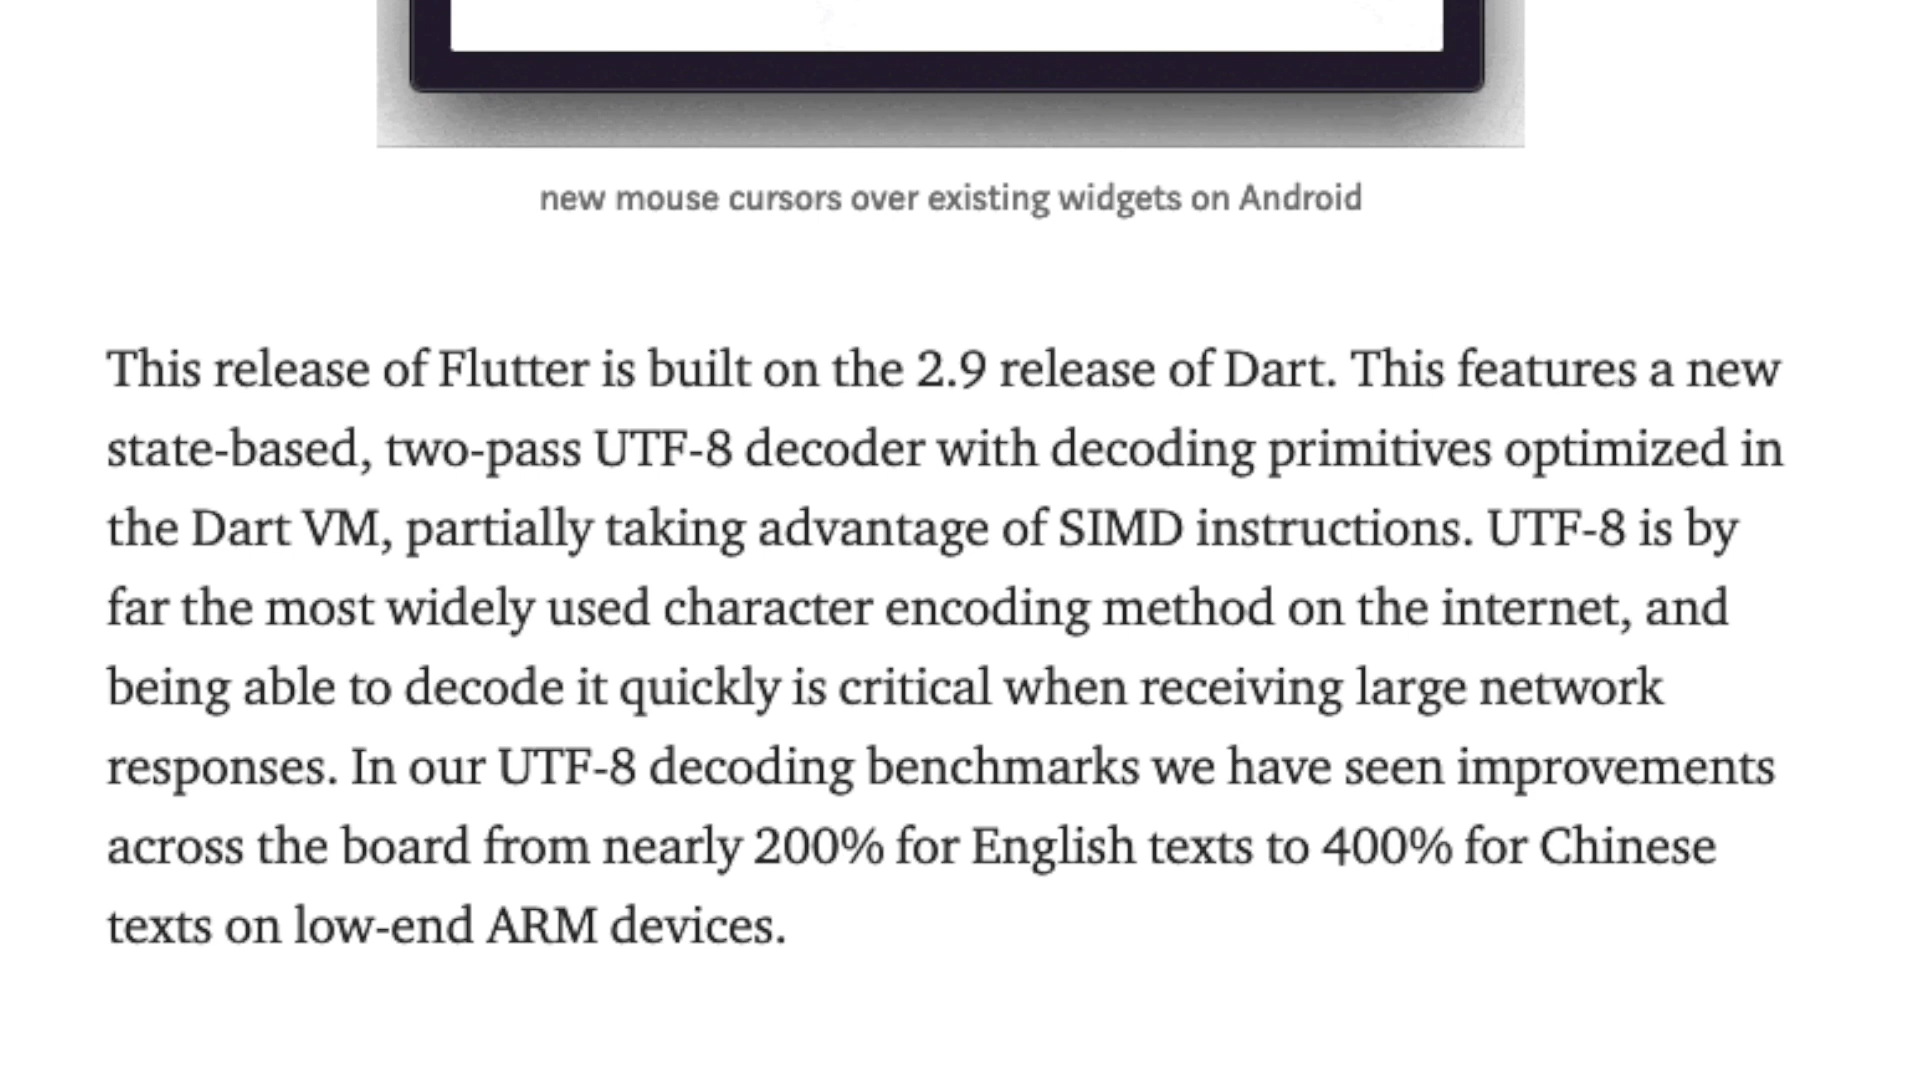 new mouse cursors over existing widgets on Android
This release of Flutter is built on the 2.9 release of Dart. This features a new
state-based, two-pass UTF-8 decoder with decoding primitives optimized in
the Dart VM, partially taking advantage of SIMD instructions. UTF-8 is by
far the most widely used character encoding method on the internet, and
being able to decode it quickly is critical when receiving large network
responses. In our UTF-8 decoding benchmarks we have seen improvements
across the board from nearly 200% for English texts to 400% for Chinese
texts on low-end ARM devices.